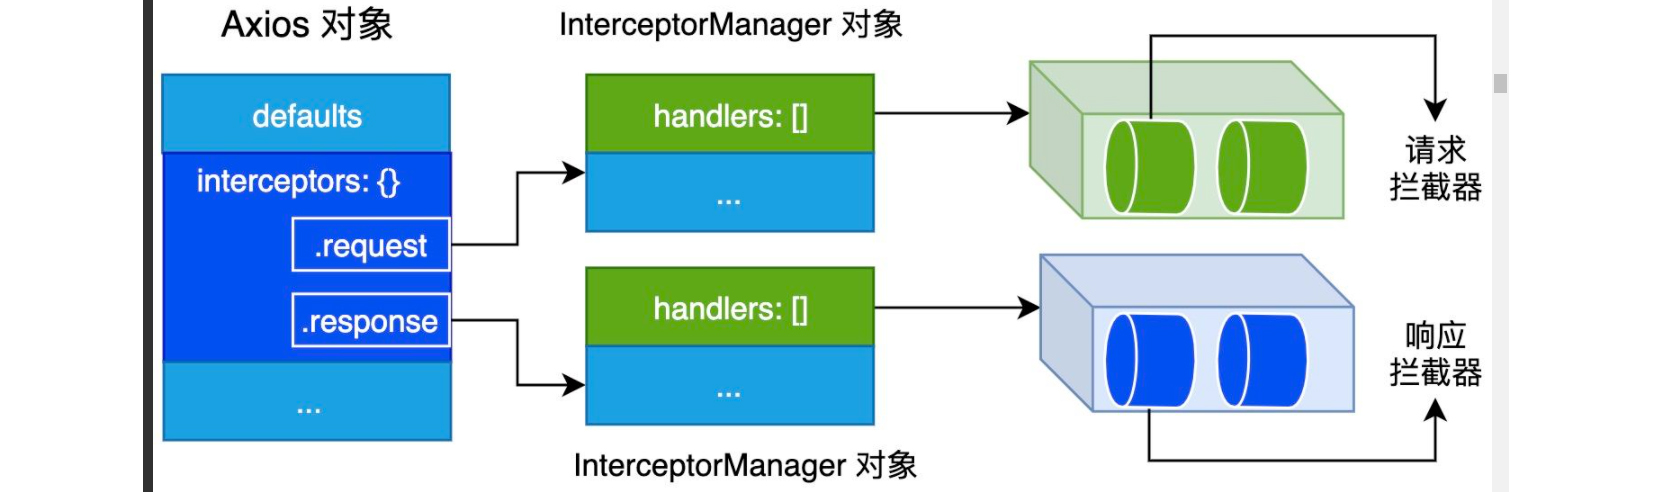 Axios 对象
InterceptorManager 对象
defaults
interceptors: {}
.request
.response
...
handlers: []
...
handlers: []
...
InterceptorManager 对象
请求
拦截器
响应
拦截器